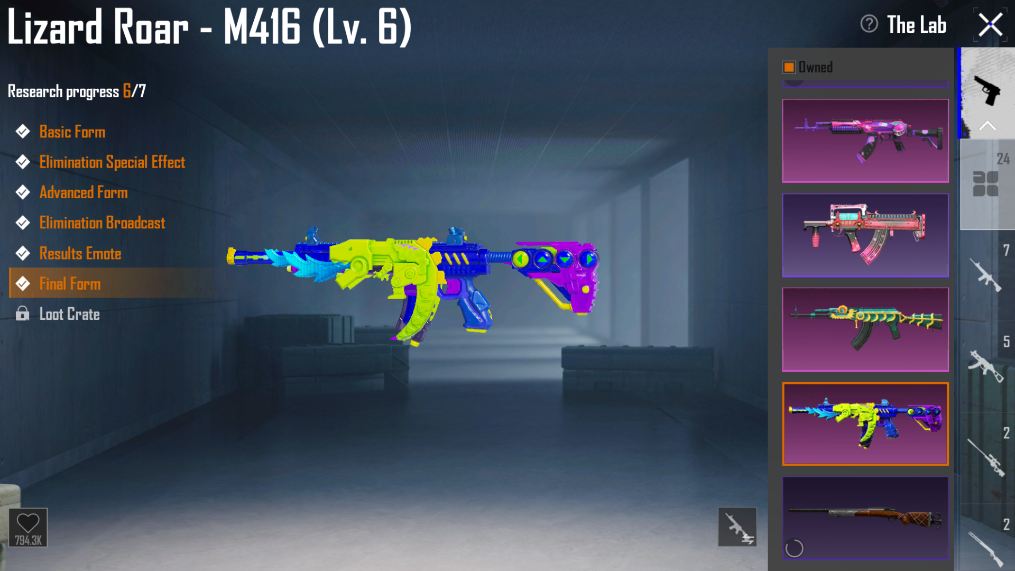 Lizard Roar - M416 (Lv. 6)
The Lab
Research progress 6/7
Owned
Basic Form
Elimination Special Effect
Advanced Form
Elimination Broadcast
Results Emote
Final Form
Loot Crate
24
7
5
2
2
794.3K